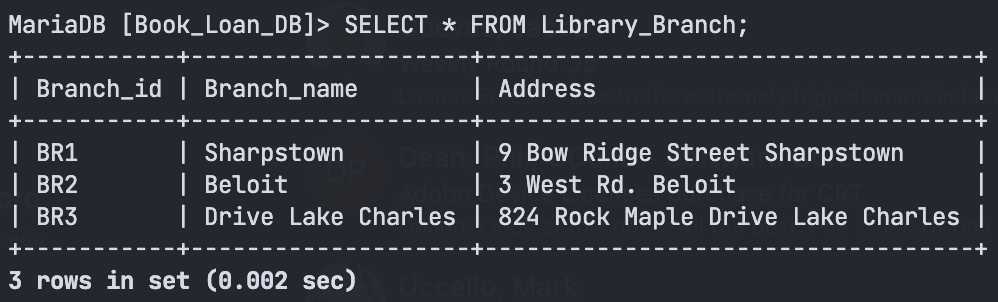 MariaDB [Book_Loan_DB]> SELECT * FROM Library_Branch;
+-----------+--------------------+-----------------------------------+
| Branch_id | Branch_name        | Address                           |
+-----------+--------------------+-----------------------------------+
| BR1       | Sharpstown         | 9 Bow Ridge Street Sharpstown     |
| BR2       | Beloit             | 3 West Rd. Beloit                 |
| BR3       | Drive Lake Charles | 824 Rock Maple Drive Lake Charles |
+-----------+--------------------+-----------------------------------+
3 rows in set (0.002 sec)
Uccello, Mark